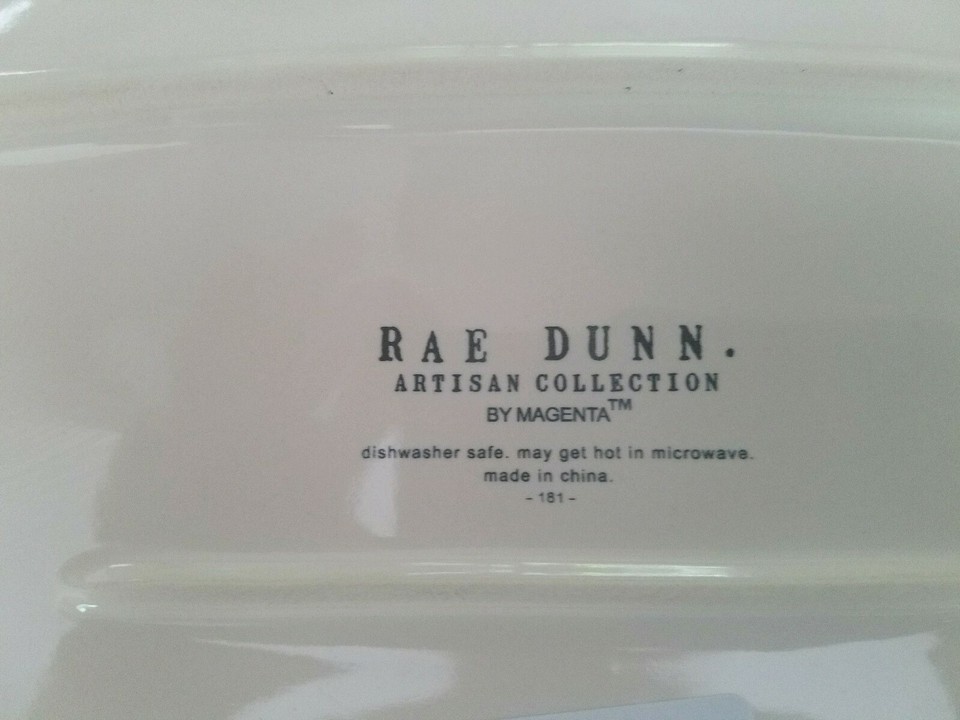 RAE DUNN.
ARTISAN COLLECTION
BY MAGENTA™
dishwasher safe. may get hot in microwave.
made in china.
- 181 -